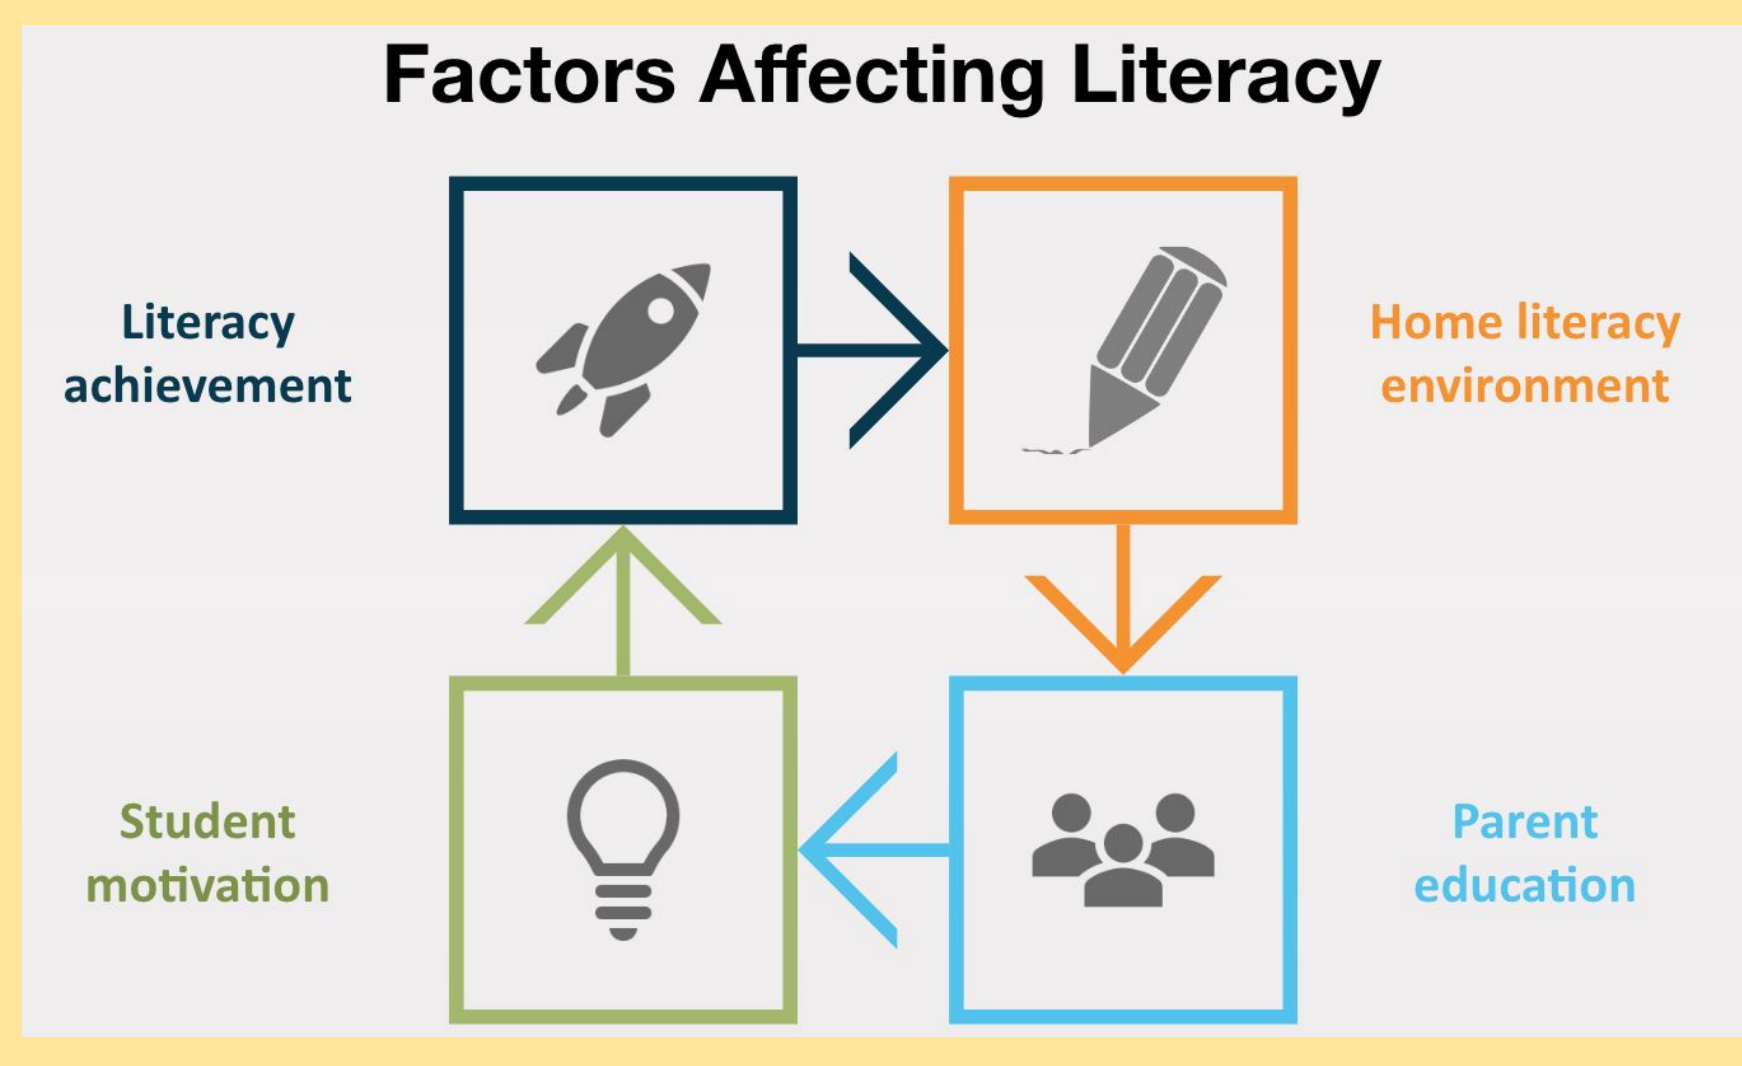 Factors Affecting Literacy
Literacy
achievement
Home literacy
environment
Student
motivation
Parent
education